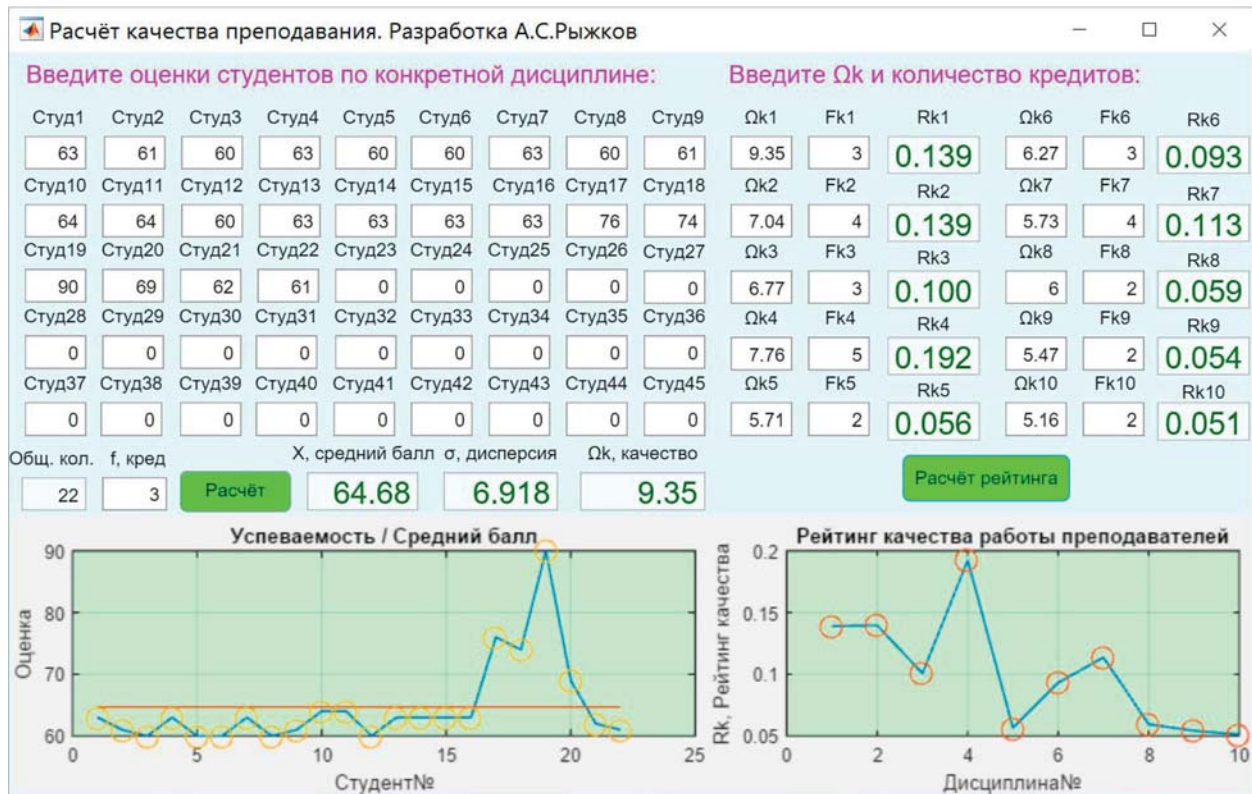 Расчёт качества преподавания. Разработка А.С.Рыжков
Введите оценки студентов по конкретной дисциплине:
Студ1 Студ2 Студ3 Студ4 Студ5 Студ6 Студ7 Студ8 Студ9
63 61 60 63 60 60 63 60 61
Студ10 Студ11 Студ12 Студ13 Студ14 Студ15 Студ16 Студ17 Студ18
64 64 60 63 63 63 63 76 74
Студ19 Студ20 Студ21 Студ22 Студ23 Студ24 Студ25 Студ26 Студ27
90 69 62 61 0 0 0 0 0
Студ28 Студ29 Студ30 Студ31 Студ32 Студ33 Студ34 Студ35 Студ36
0 0 0 0 0 0 0 0 0
Студ37 Студ38 Студ39 Студ40 Студ41 Студ42 Студ43 Студ44 Студ45
0 0 0 0 0 0 0 0 0
Общ. кол. f, кред X, средний балл σ, дисперсия Ωk, качество
22 3 Расчёт 64.68 6.918 9.35
Введите Ωk и количество кредитов:
Ωk1 Fk1 Rk1 Ωk6 Fk6 Rk6
9.35 3 0.139 6.27 3 0.093
Ωk2 Fk2 Rk2 Ωk7 Fk7 Rk7
7.04 4 0.139 5.73 4 0.113
Ωk3 Fk3 Rk3 Ωk8 Fk8 Rk8
6.77 3 0.100 6 2 0.059
Ωk4 Fk4 Rk4 Ωk9 Fk9 Rk9
7.76 5 0.192 5.47 2 0.054
Ωk5 Fk5 Rk5 Ωk10 Fk10 Rk10
5.71 2 0.056 5.16 2 0.051
Расчёт рейтинга
Успеваемость / Средний балл
Оценка
90
80
70
60
0 5 10 15 20 25
Студент№
Рейтинг качества работы преподавателей
Rk, Рейтинг качества
0.2
0.15
0.1
0.05
0 2 4 6 8 10
Дисциплина№